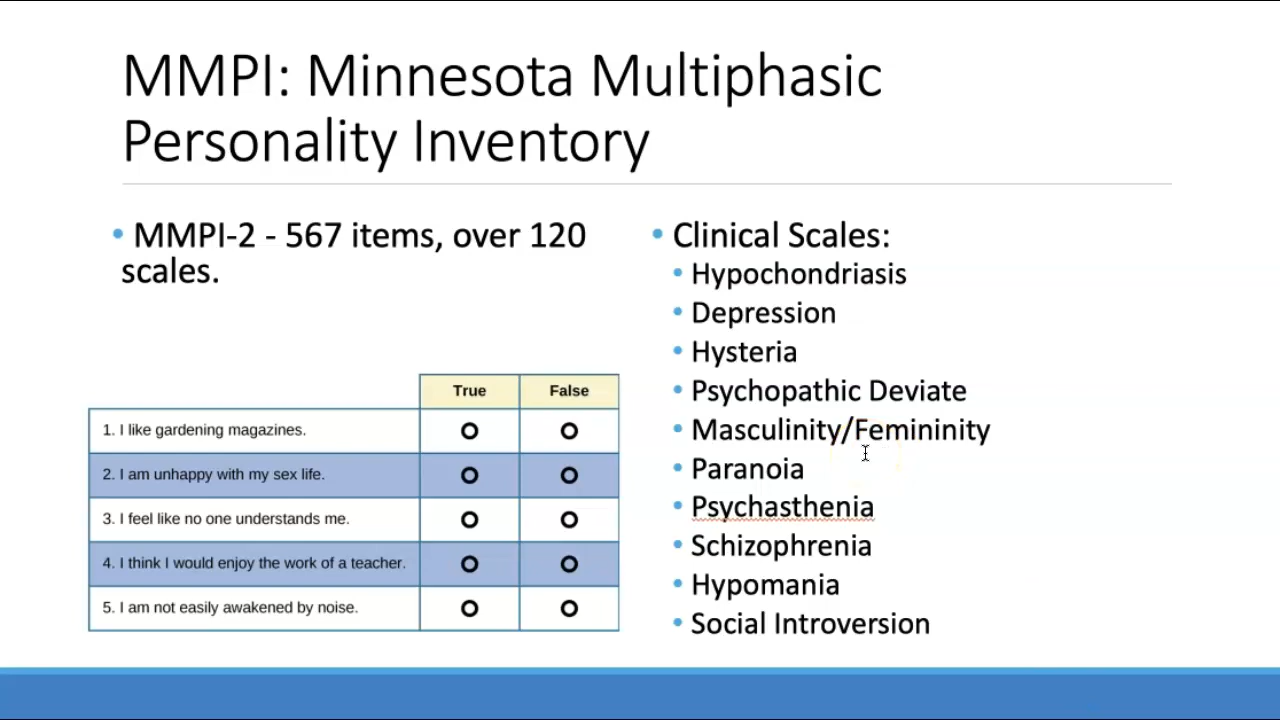 MMPI: Minnesota Multiphasic
Personality Inventory
• MMPI-2 - 567 items, over 120
scales.
True False
1. I like gardening magazines.
2. I am unhappy with my sex life.
3. I feel like no one understands me.
4. I think I would enjoy the work of a teacher.
5. I am not easily awakened by noise.
• Clinical Scales:
• Hypochondriasis
• Depression
• Hysteria
• Psychopathic Deviate
• Masculinity/Femininity
• Paranoia
• Psychasthenia
• Schizophrenia
• Hypomania
• Social Introversion